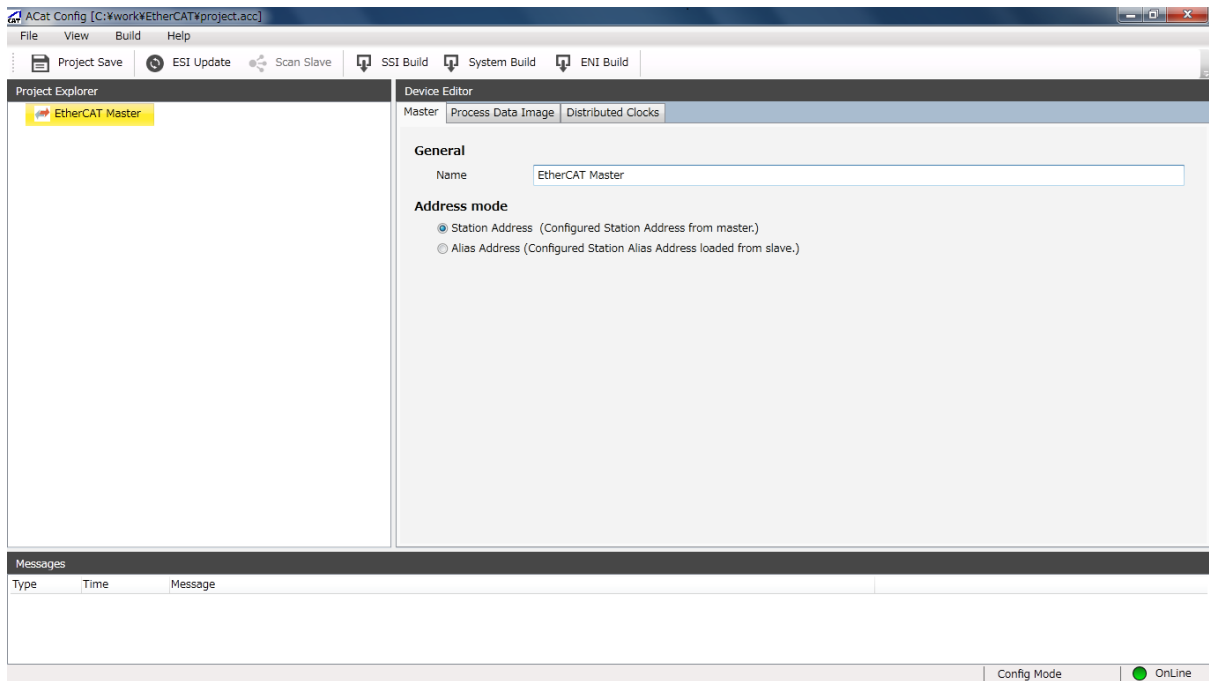 ACat Config [C:¥work¥EtherCAT¥project.acc]
File View Build Help
Project Save ESI Update Scan Slave SSI Build System Build ENI Build
Project Explorer
EtherCAT Master
Device Editor
Master Process Data Image Distributed Clocks
General
Name EtherCAT Master
Address mode
Station Address (Configured Station Address from master.)
Alias Address (Configured Station Alias Address loaded from slave.)
Messages
Type Time Message
Config Mode OnLine